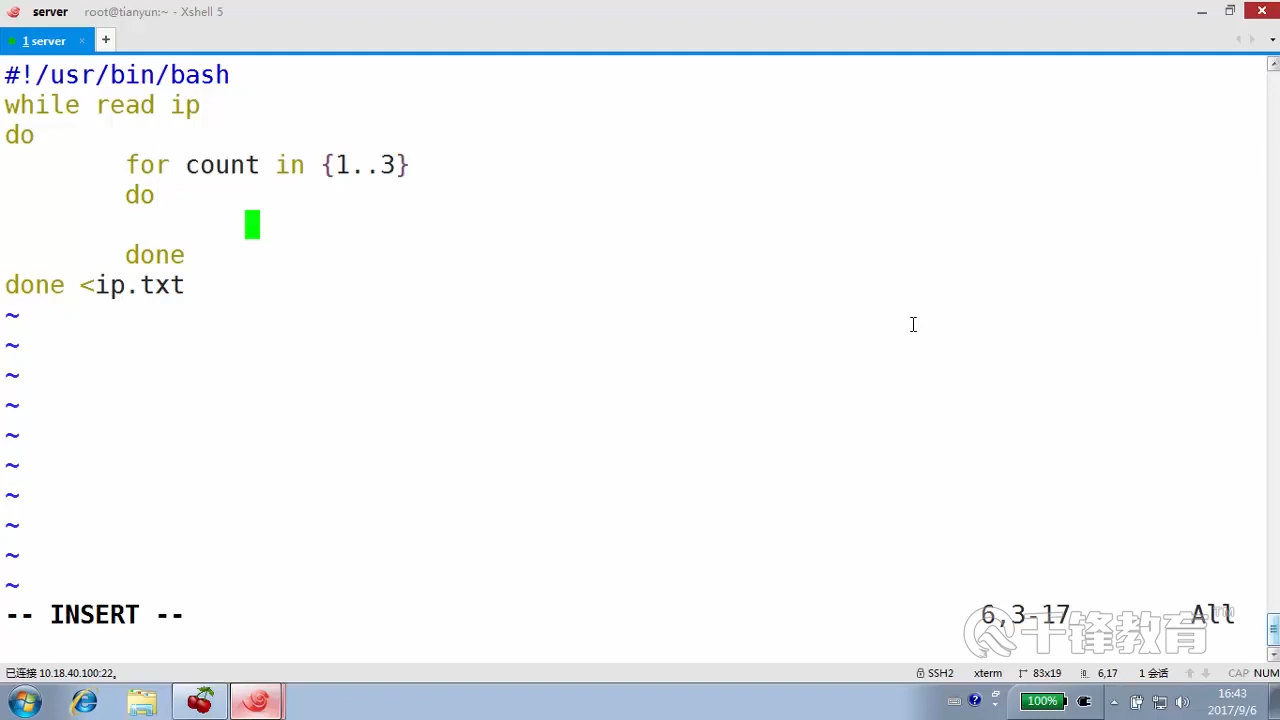 server root@tianyun:~ - Xshell 5
1 server × +
#!/usr/bin/bash
while read ip
do
for count in {1..3}
do
done
done <ip.txt
~
~
~
~
~
~
~
~
~
~
-- INSERT -- 6,3-17 All
千锋教育™
已连接 10.18.40.100:22。 SSH2 xterm 83x19 6,17 1 会话 CAP NUM
100% 16:43
2017/9/6